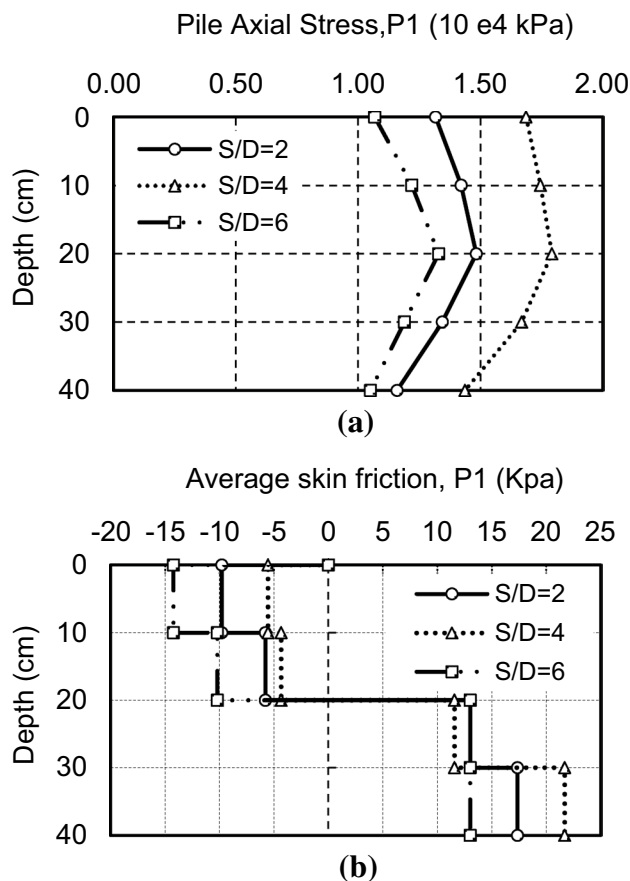 Pile Axial Stress,P1 (10 e4 kPa)
0.00 0.50 1.00 1.50 2.00
0
10
20
30
40
Depth (cm)
S/D=2
S/D=4
S/D=6
(a)
Average skin friction, P1 (Kpa)
-20 -15 -10 -5 0 5 10 15 20 25
0
10
20
30
40
Depth (cm)
S/D=2
S/D=4
S/D=6
(b)